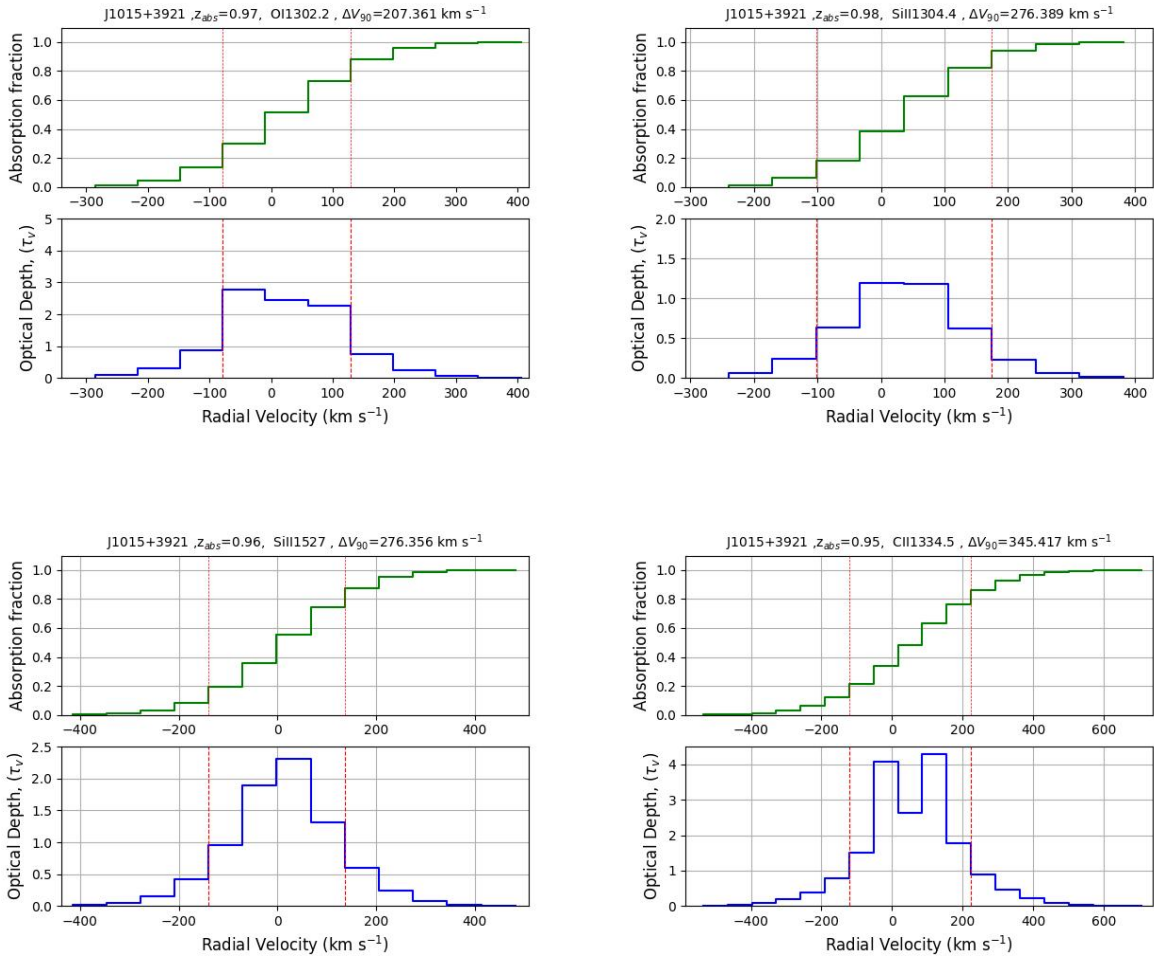 J1015+3921 ,z_abs=0.97, OI1302.2 , ΔV_90=207.361 km s⁻¹
Absorption fraction
1.0
0.8
0.6
0.4
0.2
0.0
−300 −200 −100 0 100 200 300 400
Optical Depth, (τ_v)
5
4
3
2
1
0
−300 −200 −100 0 100 200 300 400
Radial Velocity (km s⁻¹)
J1015+3921 ,z_abs=0.98, SiII1304.4 , ΔV_90=276.389 km s⁻¹
Absorption fraction
1.0
0.8
0.6
0.4
0.2
0.0
−300 −200 −100 0 100 200 300 400
Optical Depth, (τ_v)
2.0
1.5
1.0
0.5
0.0
−300 −200 −100 0 100 200 300 400
Radial Velocity (km s⁻¹)
J1015+3921 ,z_abs=0.96, SiII1527 , ΔV_90=276.356 km s⁻¹
Absorption fraction
1.0
0.8
0.6
0.4
0.2
0.0
−400 −200 0 200 400
Optical Depth, (τ_v)
2.5
2.0
1.5
1.0
0.5
0.0
−400 −200 0 200 400
Radial Velocity (km s⁻¹)
J1015+3921 ,z_abs=0.95, CII1334.5 , ΔV_90=345.417 km s⁻¹
Absorption fraction
1.0
0.8
0.6
0.4
0.2
0.0
−400 −200 0 200 400 600
Optical Depth, (τ_v)
4
3
2
1
0
−400 −200 0 200 400 600
Radial Velocity (km s⁻¹)